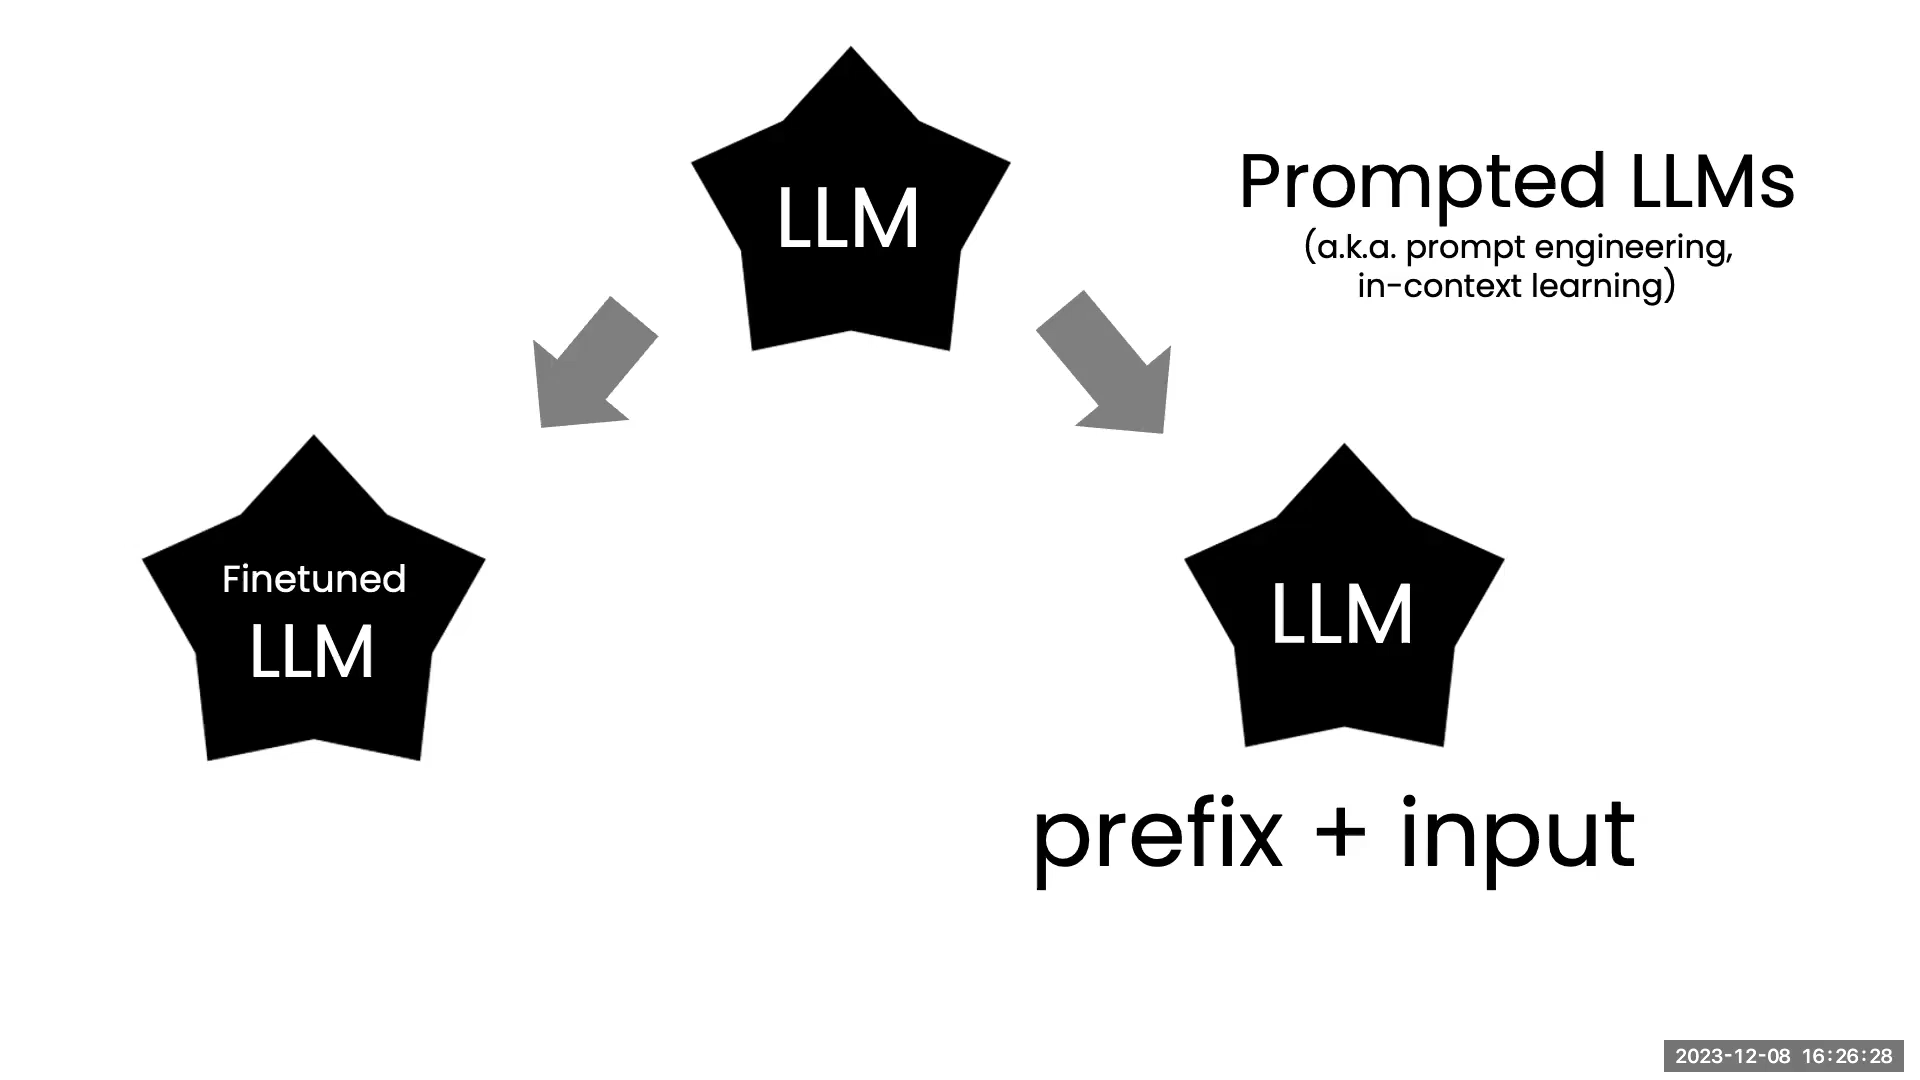 LLM
Prompted LLMs
(a.k.a. prompt engineering,
in-context learning)
Finetuned
LLM
LLM
prefix + input
2023-12-08 16:26:28